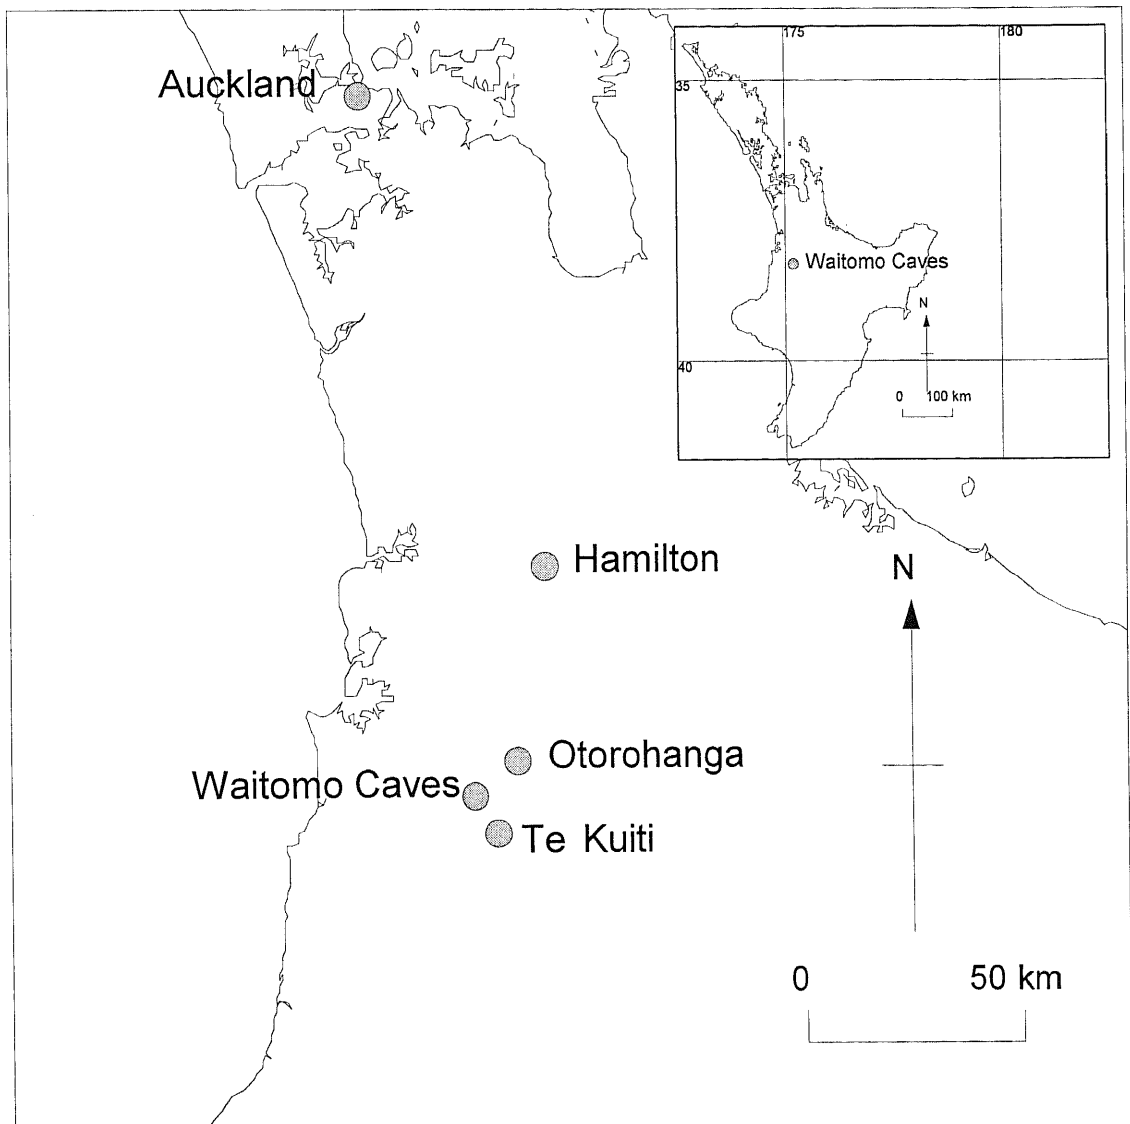 Auckland
175
180
35
Waitomo Caves
N
40
0 100 km
Hamilton
N
Otorohanga
Waitomo Caves
Te Kuiti
0 50 km